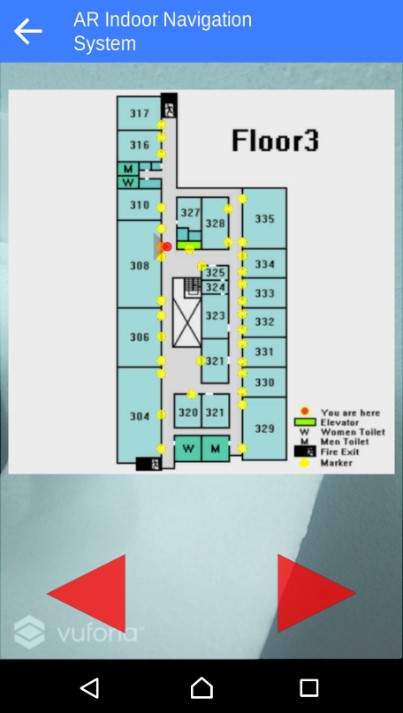 AR Indoor Navigation
System
Floor3
317
316
M
W
310
327
328
335
308
334
325
324
333
323
332
306
321
331
330
304
320 321
329
W M
You are here
Elevator
W Women Toilet
M Men Toilet
Fire Exit
Marker
vuforia™